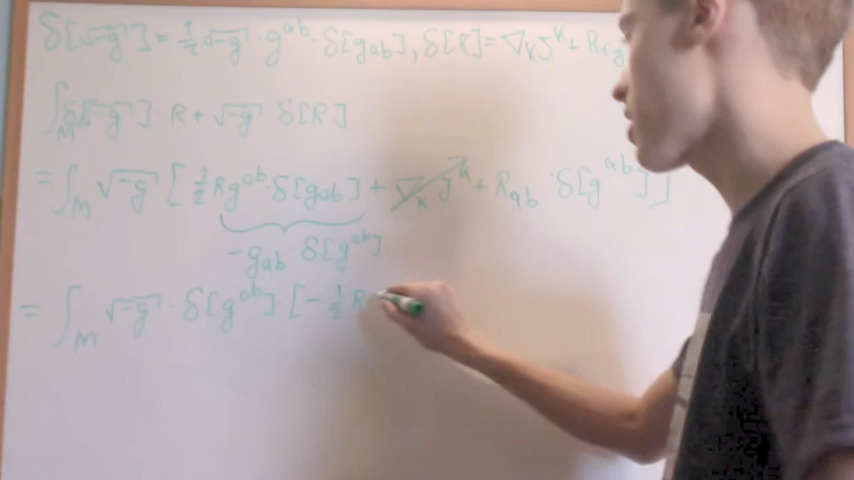 δ[√-g] = 1/2 √-g · g^ab · δ[g_ab], δ[R] = ∇_k J^k + R
∫_M δ[√-g] R + √-g δ[R]
= ∫_M √-g [ 1/2 R g^ab · δ[g_ab] + ∇_k J^k + R_ab · δ[g^ab] ]
-g_ab · δ[g^ab]
= ∫_M √-g · δ[g^ab] [ - 1/2 R